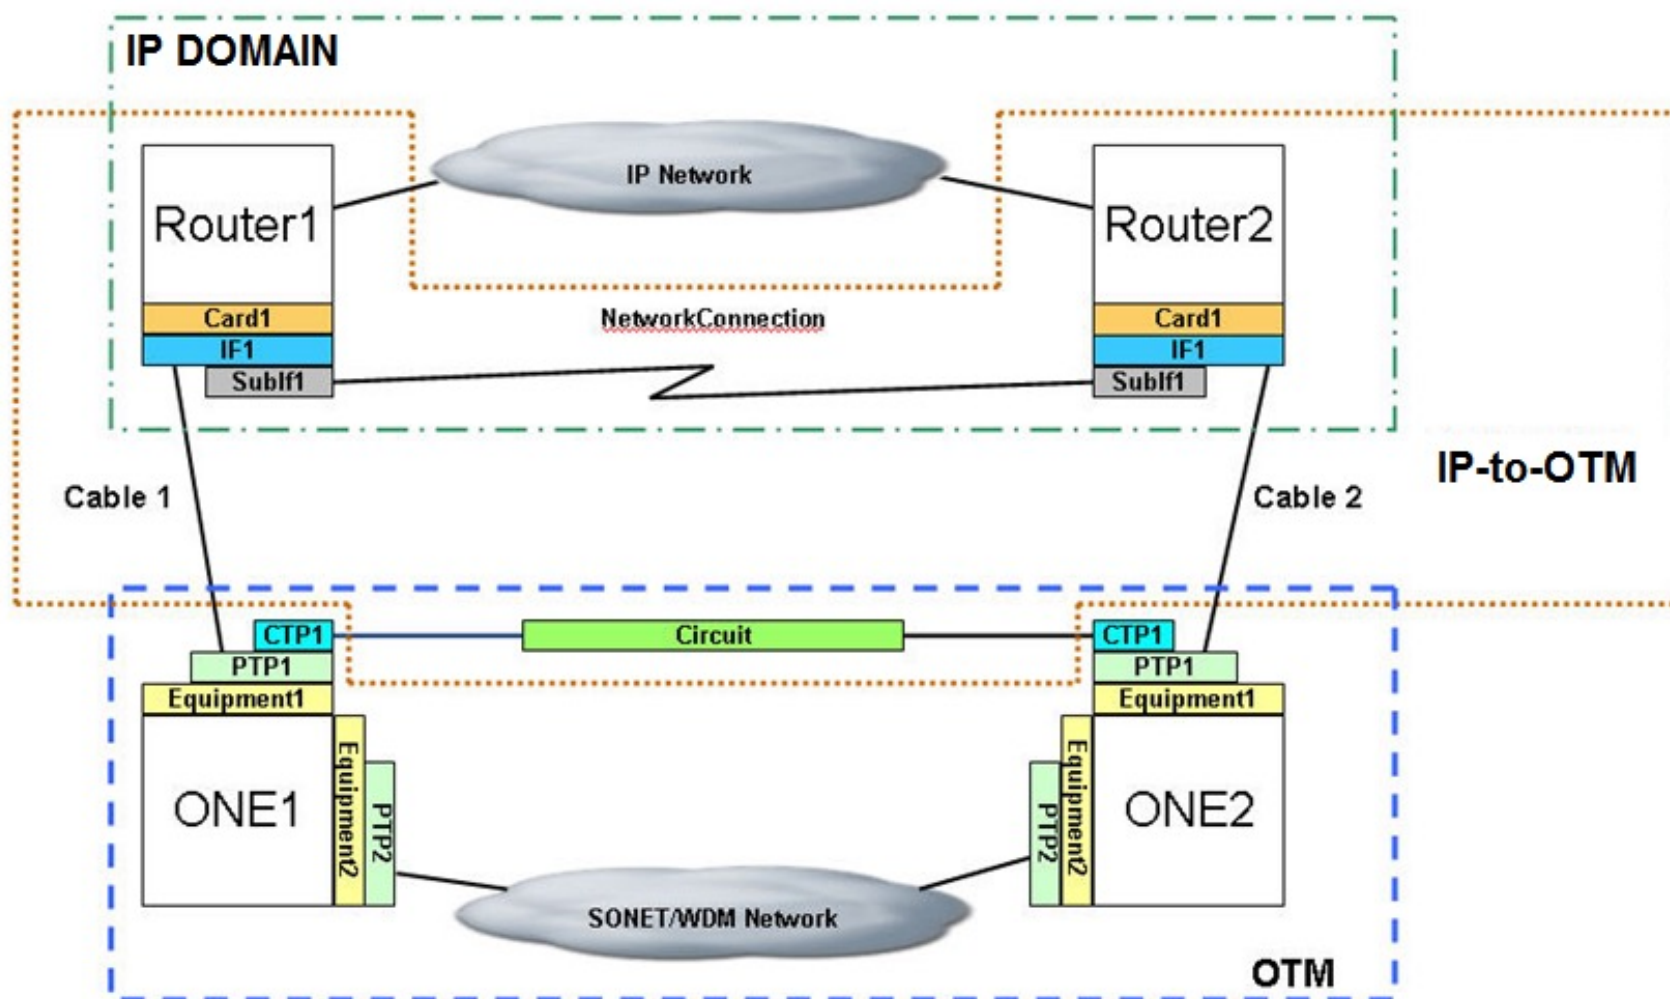 IP DOMAIN
IP Network
Router1
Router2
Card1
Card1
NetworkConnection
IF1
IF1
SubIf1
SubIf1
IP-to-OTM
Cable 1
Cable 2
CTP1
Circuit
CTP1
PTP1
PTP1
Equipment1
Equipment1
Equipment2
PTP2
PTP2
Equipment2
ONE1
ONE2
SONET/WDM Network
OTM